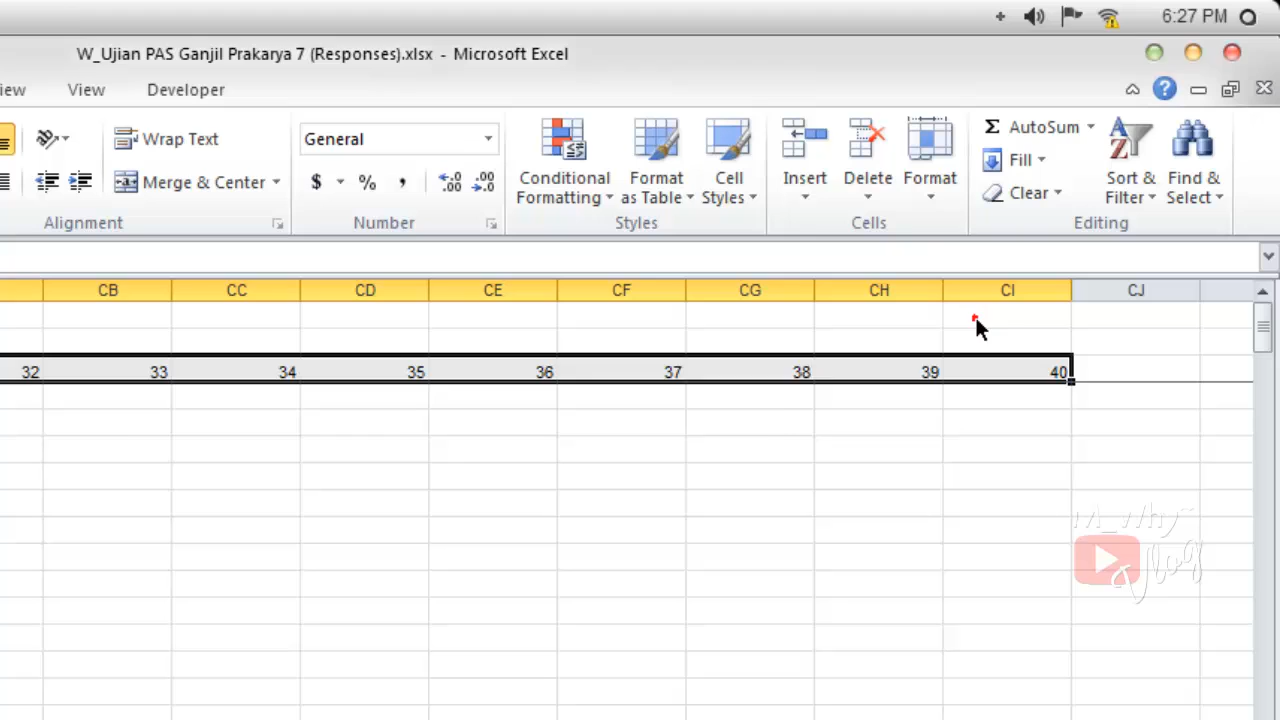 6:27 PM
W_Ujian PAS Ganjil Prakarya 7 (Responses).xlsx - Microsoft Excel
iew View Developer
Wrap Text General Σ AutoSum
Merge & Center $ % , Conditional Formatting Format as Table Cell Styles Insert Delete Format Fill Clear Sort & Filter Find & Select
Alignment Number Styles Cells Editing
CB CC CD CE CF CG CH CI CJ
32 33 34 35 36 37 38 39 40
M_Why~
Vlog